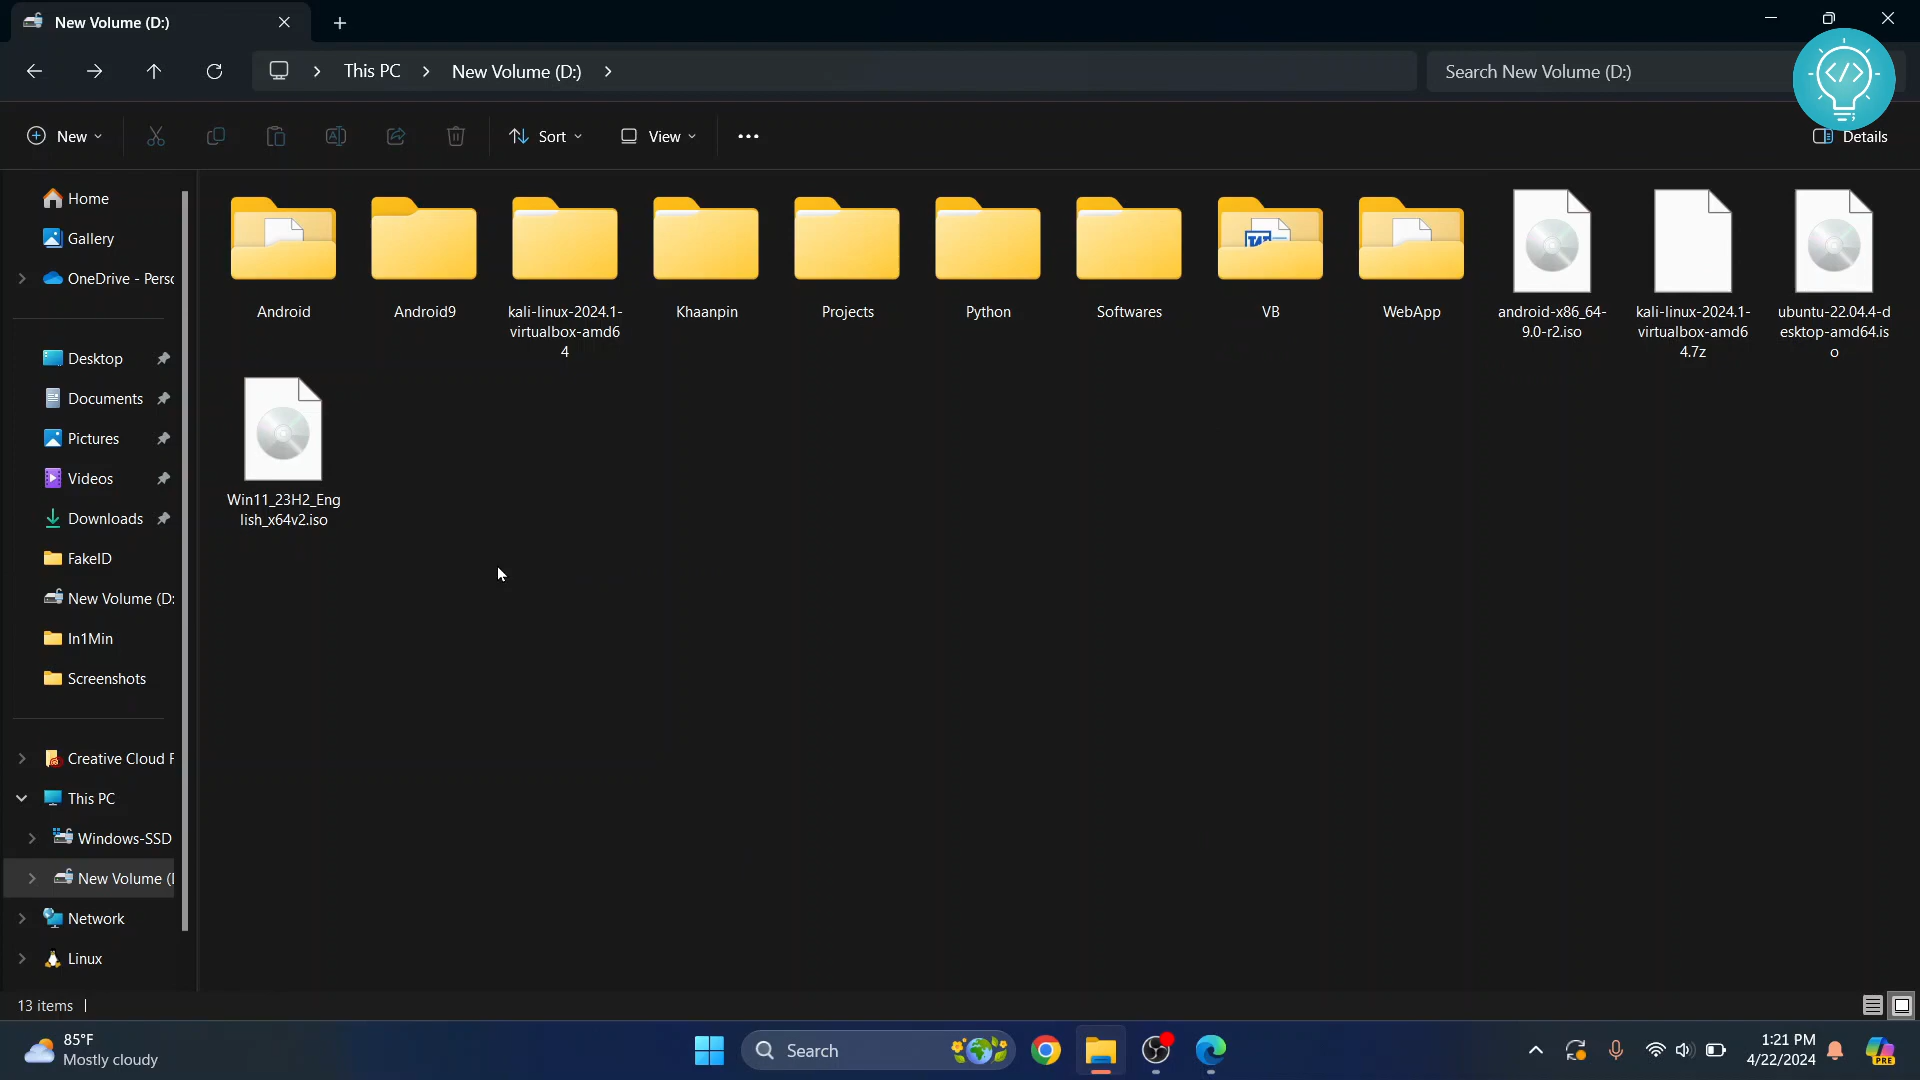 New Volume (D:)
This PC
New Volume (D:)
Search New Volume (D:)
</>
New
Sort
View
Details
Home
Gallery
OneDrive - Persc
Desktop
Documents
Pictures
Videos
Downloads
FakeID
New Volume (D:
In1Min
Screenshots
Creative Cloud F
This PC
Windows-SSD
New Volume (
Network
Linux
Android
Android9
kali-linux-2024.1-
virtualbox-amd6
4
Khaanpin
Projects
Python
Softwares
VB
WebApp
android-x86_64-
9.0-r2.iso
kali-linux-2024.1-
virtualbox-amd6
4.7z
ubuntu-22.04.4-d
esktop-amd64.is
o
Win11_23H2_Eng
lish_x64v2.iso
13 items
85°F
Mostly cloudy
Search
1:21 PM
4/22/2024
PRE